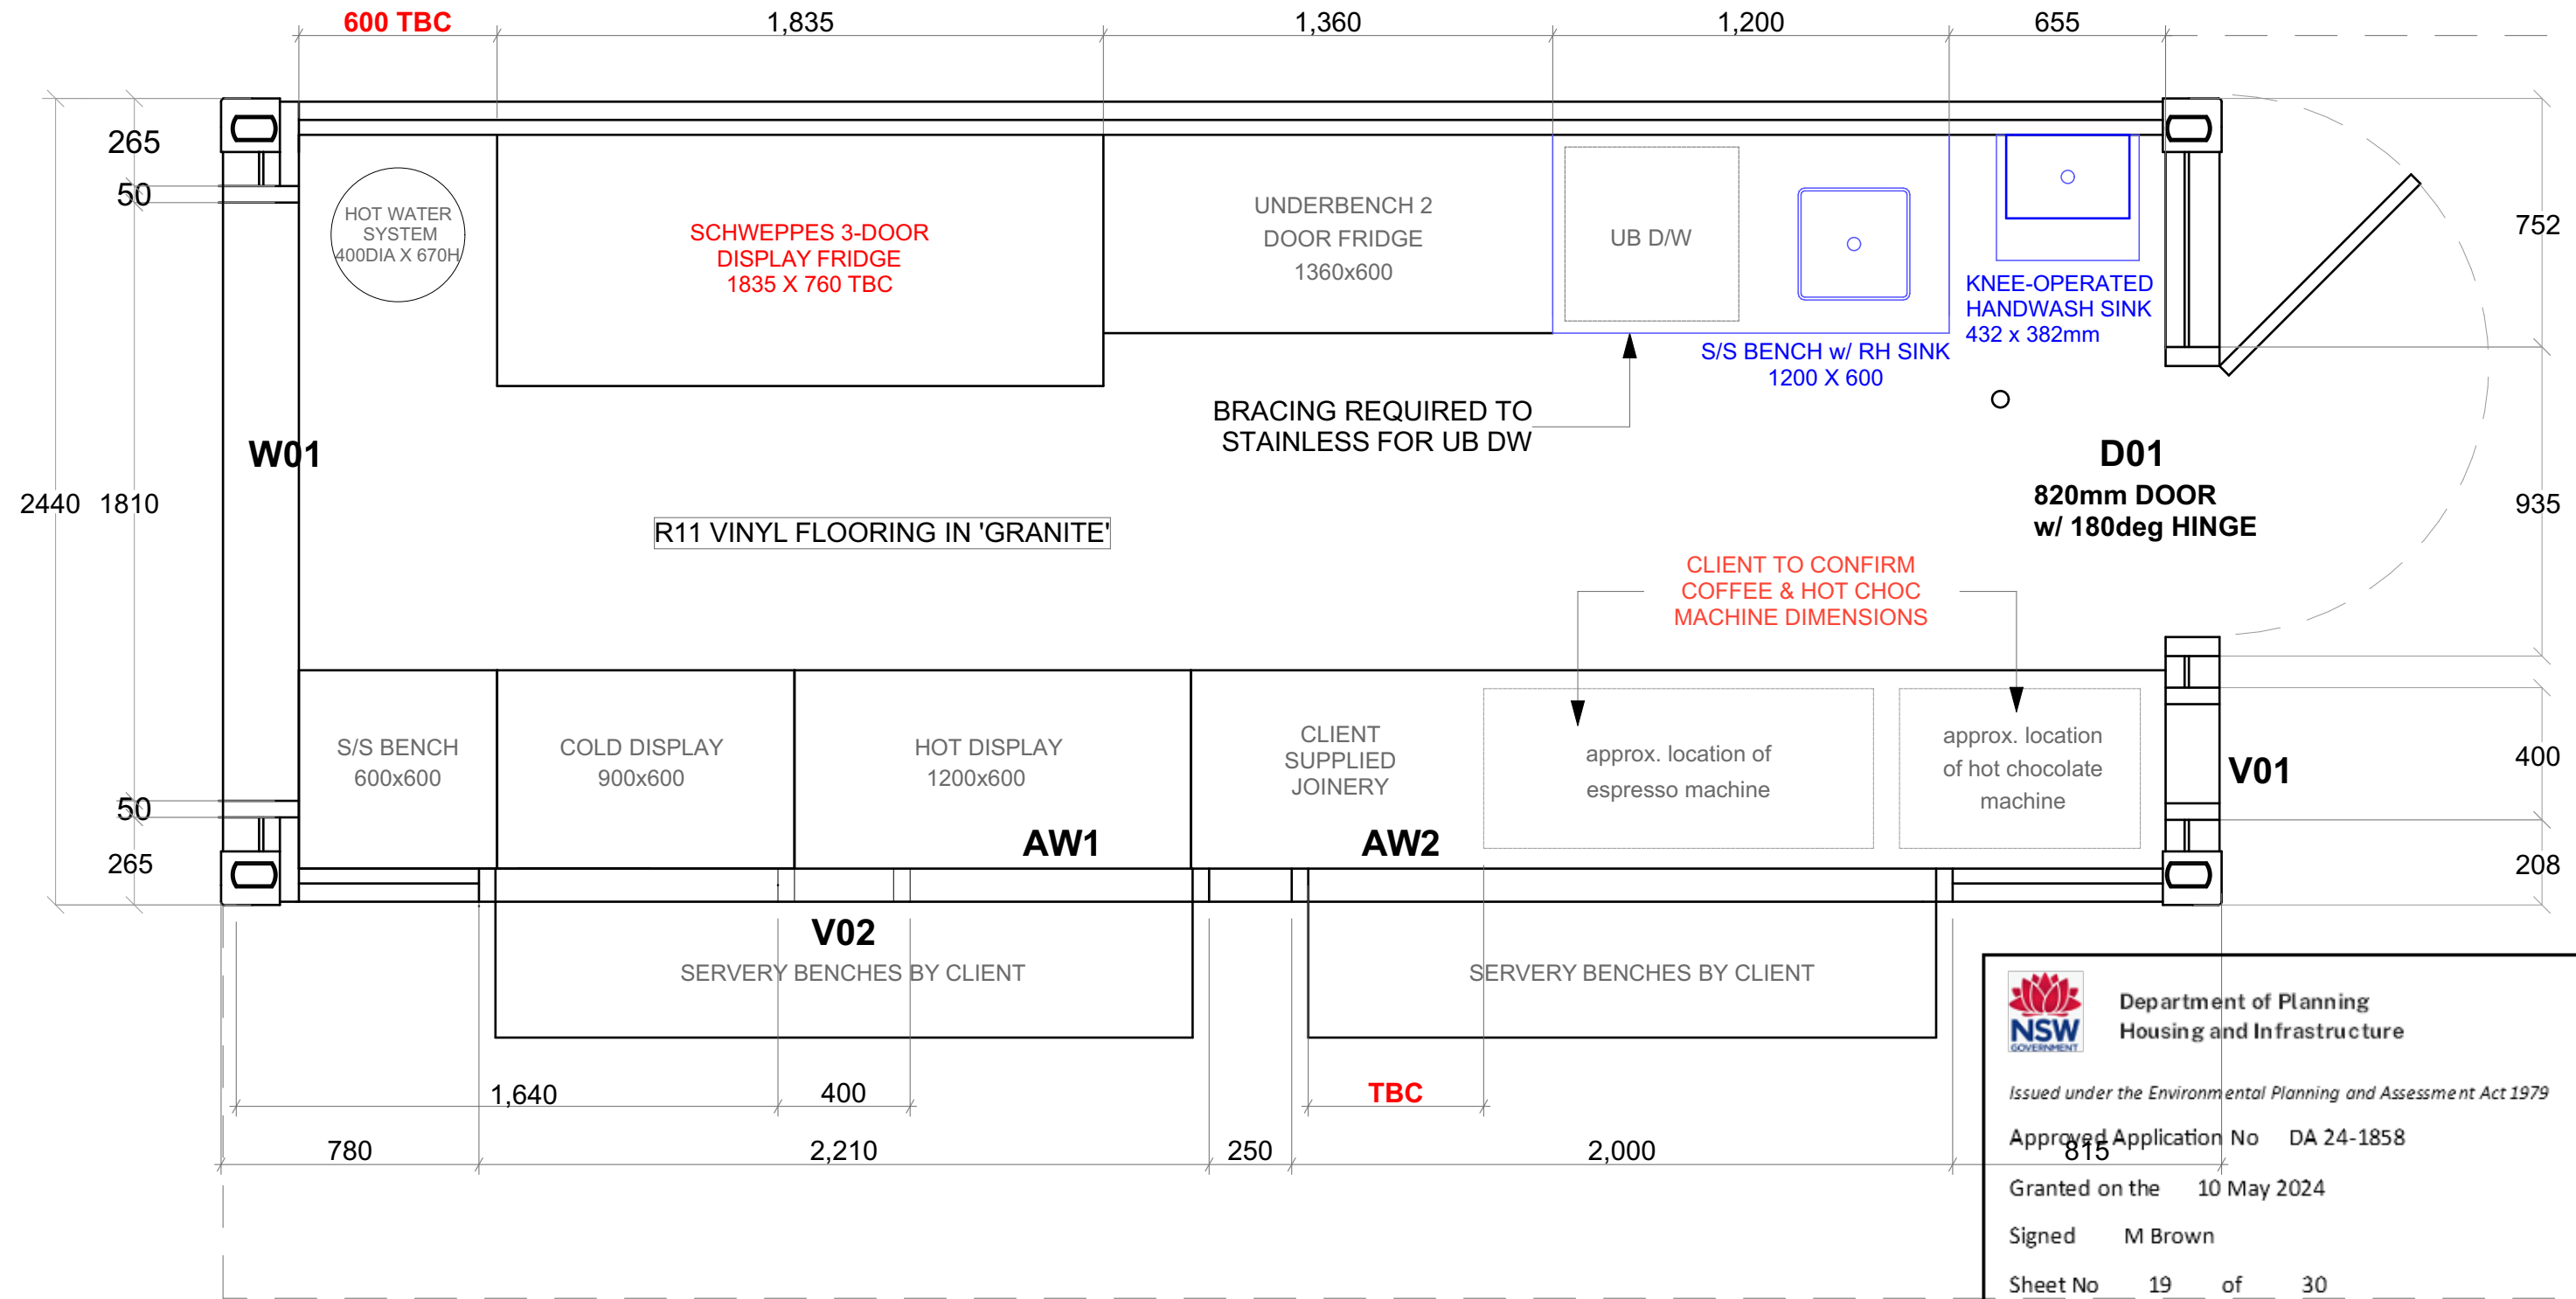 600 TBC
1,835
1,360
1,200
655
265
50
2440
1810
50
265
HOT WATER
SYSTEM
400DIA X 670H
SCHWEPPES 3-DOOR
DISPLAY FRIDGE
1835 X 760 TBC
UNDERBENCH 2
DOOR FRIDGE
1360x600
UB D/W
KNEE-OPERATED
HANDWASH SINK
432 x 382mm
S/S BENCH w/ RH SINK
1200 X 600
BRACING REQUIRED TO
STAINLESS FOR UB DW
752
W01
D01
820mm DOOR
w/ 180deg HINGE
935
R11 VINYL FLOORING IN 'GRANITE'
CLIENT TO CONFIRM
COFFEE & HOT CHOC
MACHINE DIMENSIONS
S/S BENCH
600x600
COLD DISPLAY
900x600
HOT DISPLAY
1200x600
CLIENT
SUPPLIED
JOINERY
approx. location of
espresso machine
approx. location
of hot chocolate
machine
400
V01
AW1
AW2
208
V02
SERVERY BENCHES BY CLIENT
SERVERY BENCHES BY CLIENT
1,640
400
TBC
780
2,210
250
2,000
815
NSW
GOVERNMENT
Department of Planning
Housing and Infrastructure
Issued under the Environmental Planning and Assessment Act 1979
Approved Application No DA 24-1858
Granted on the 10 May 2024
Signed M Brown
Sheet No 19 of 30